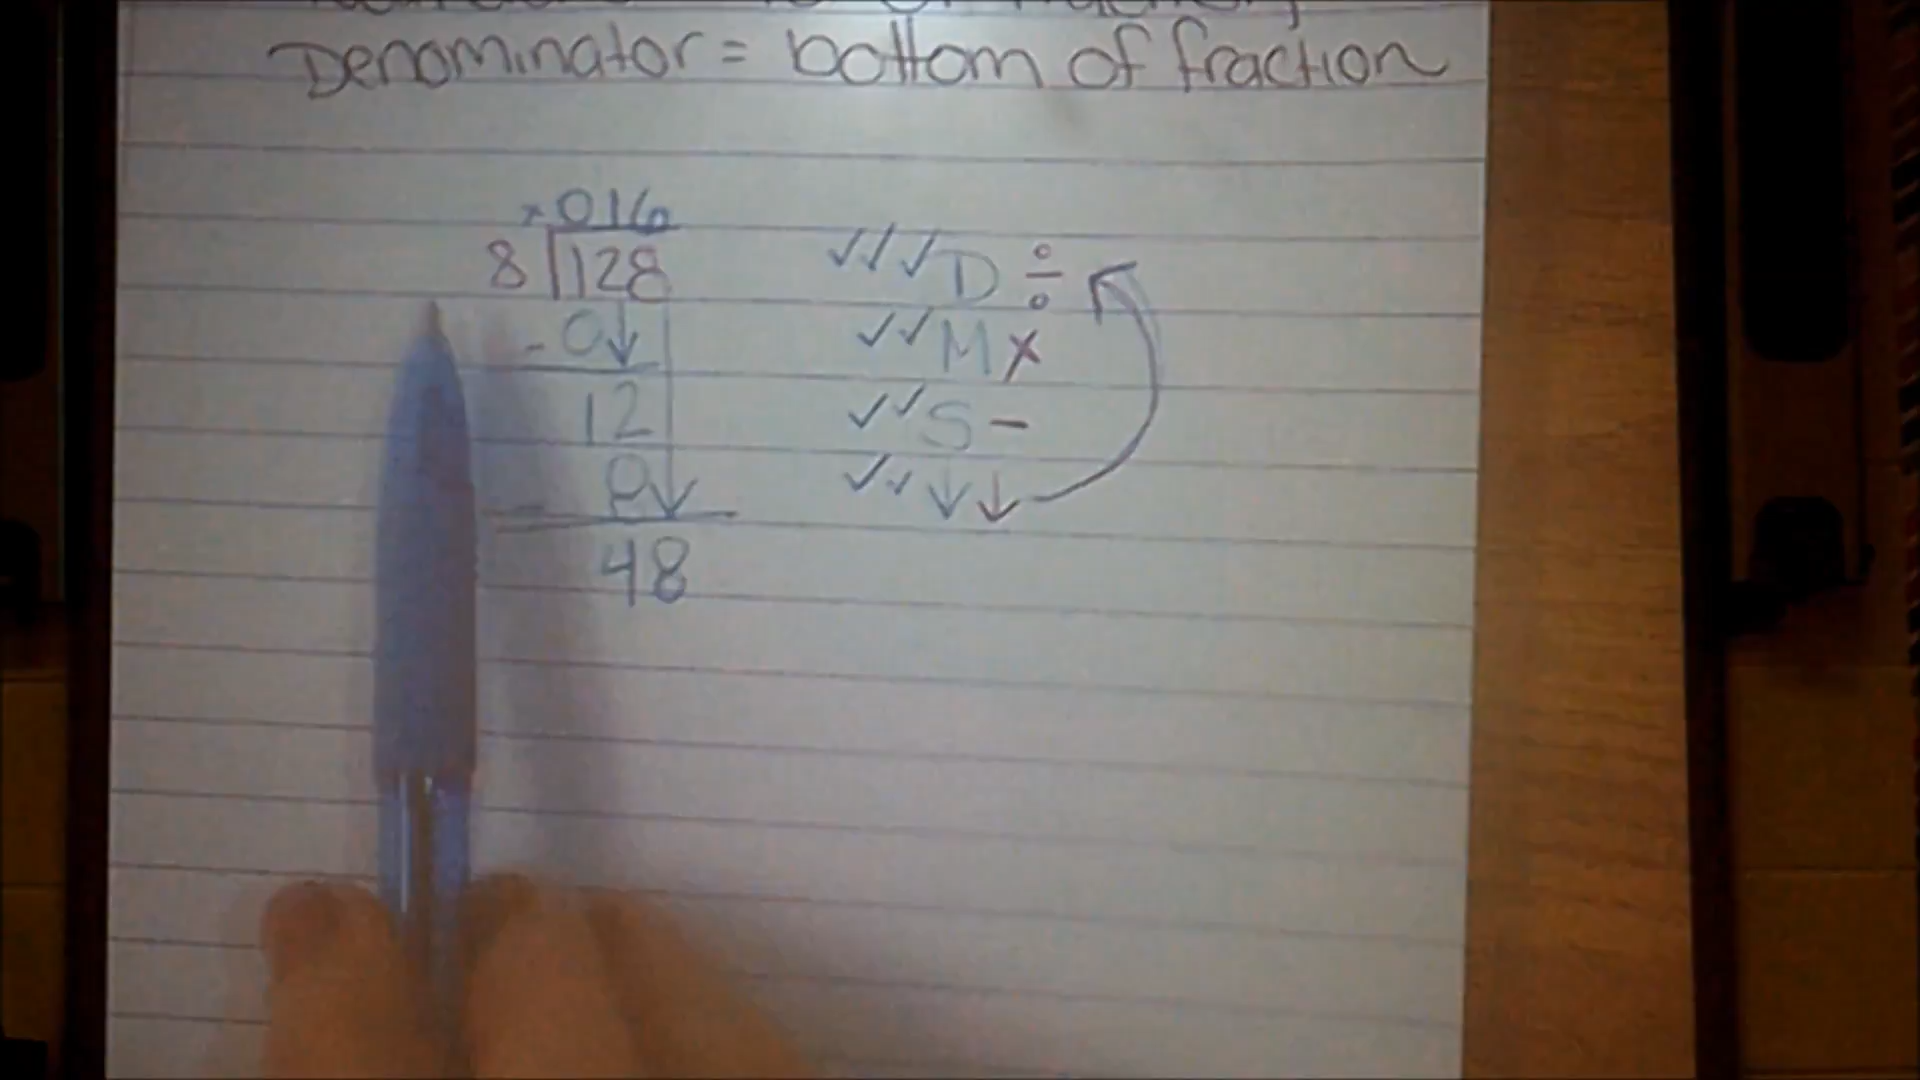 Denominator = bottom of fraction
x 016
8 128
- 0↓
12
- 8↓
48
✓✓✓ D ÷
✓✓ M x
✓✓ S -
✓✓ ↓ ↓